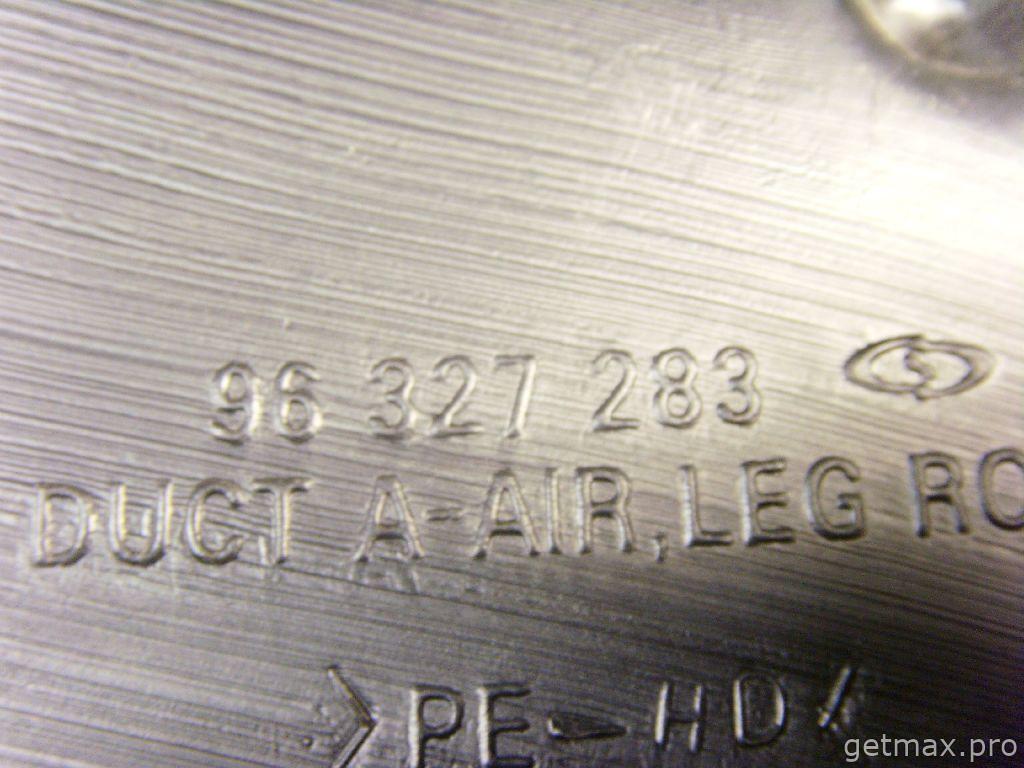 96 327 283
DUCT A-AIR, LEG RO
>PE-HD<
getmax.pro